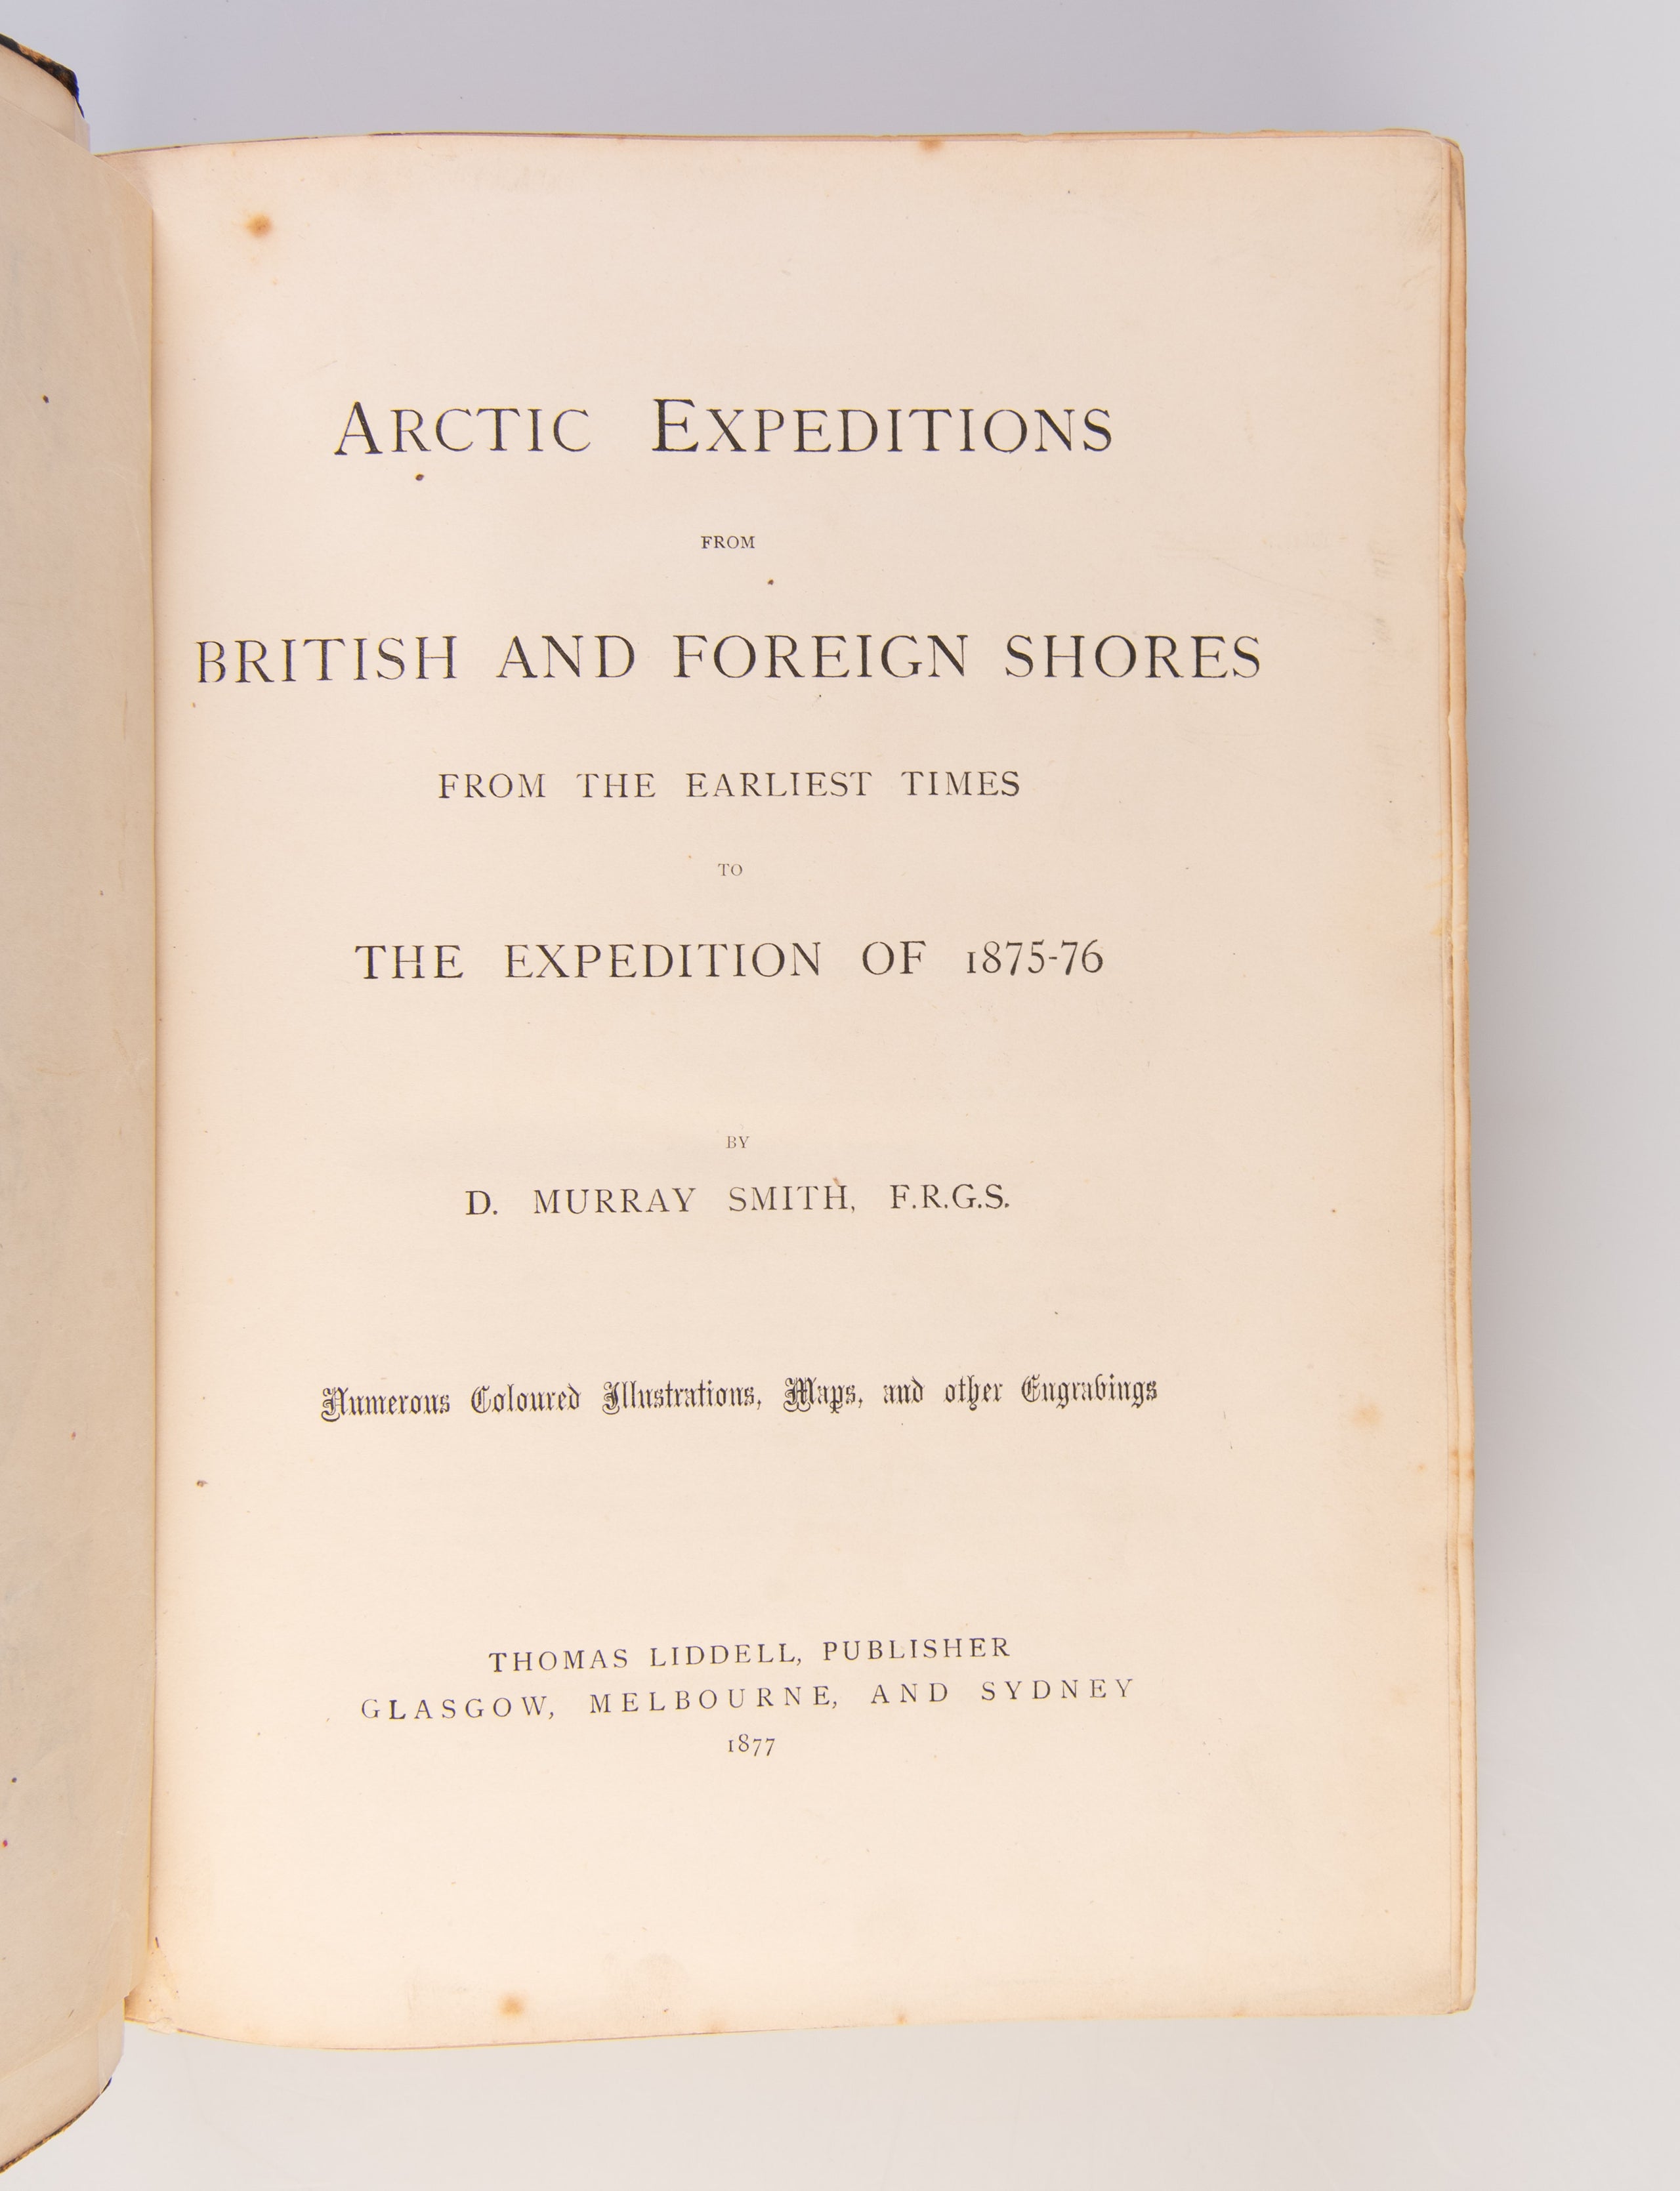 ARCTIC EXPEDITIONS
FROM
BRITISH AND FOREIGN SHORES
FROM THE EARLIEST TIMES
TO
THE EXPEDITION OF 1875-76
BY
D. MURRAY SMITH, F.R.G.S.
Numerous Coloured Illustrations, Maps, and other Engravings
THOMAS LIDDELL, PUBLISHER
GLASGOW, MELBOURNE, AND SYDNEY
1877